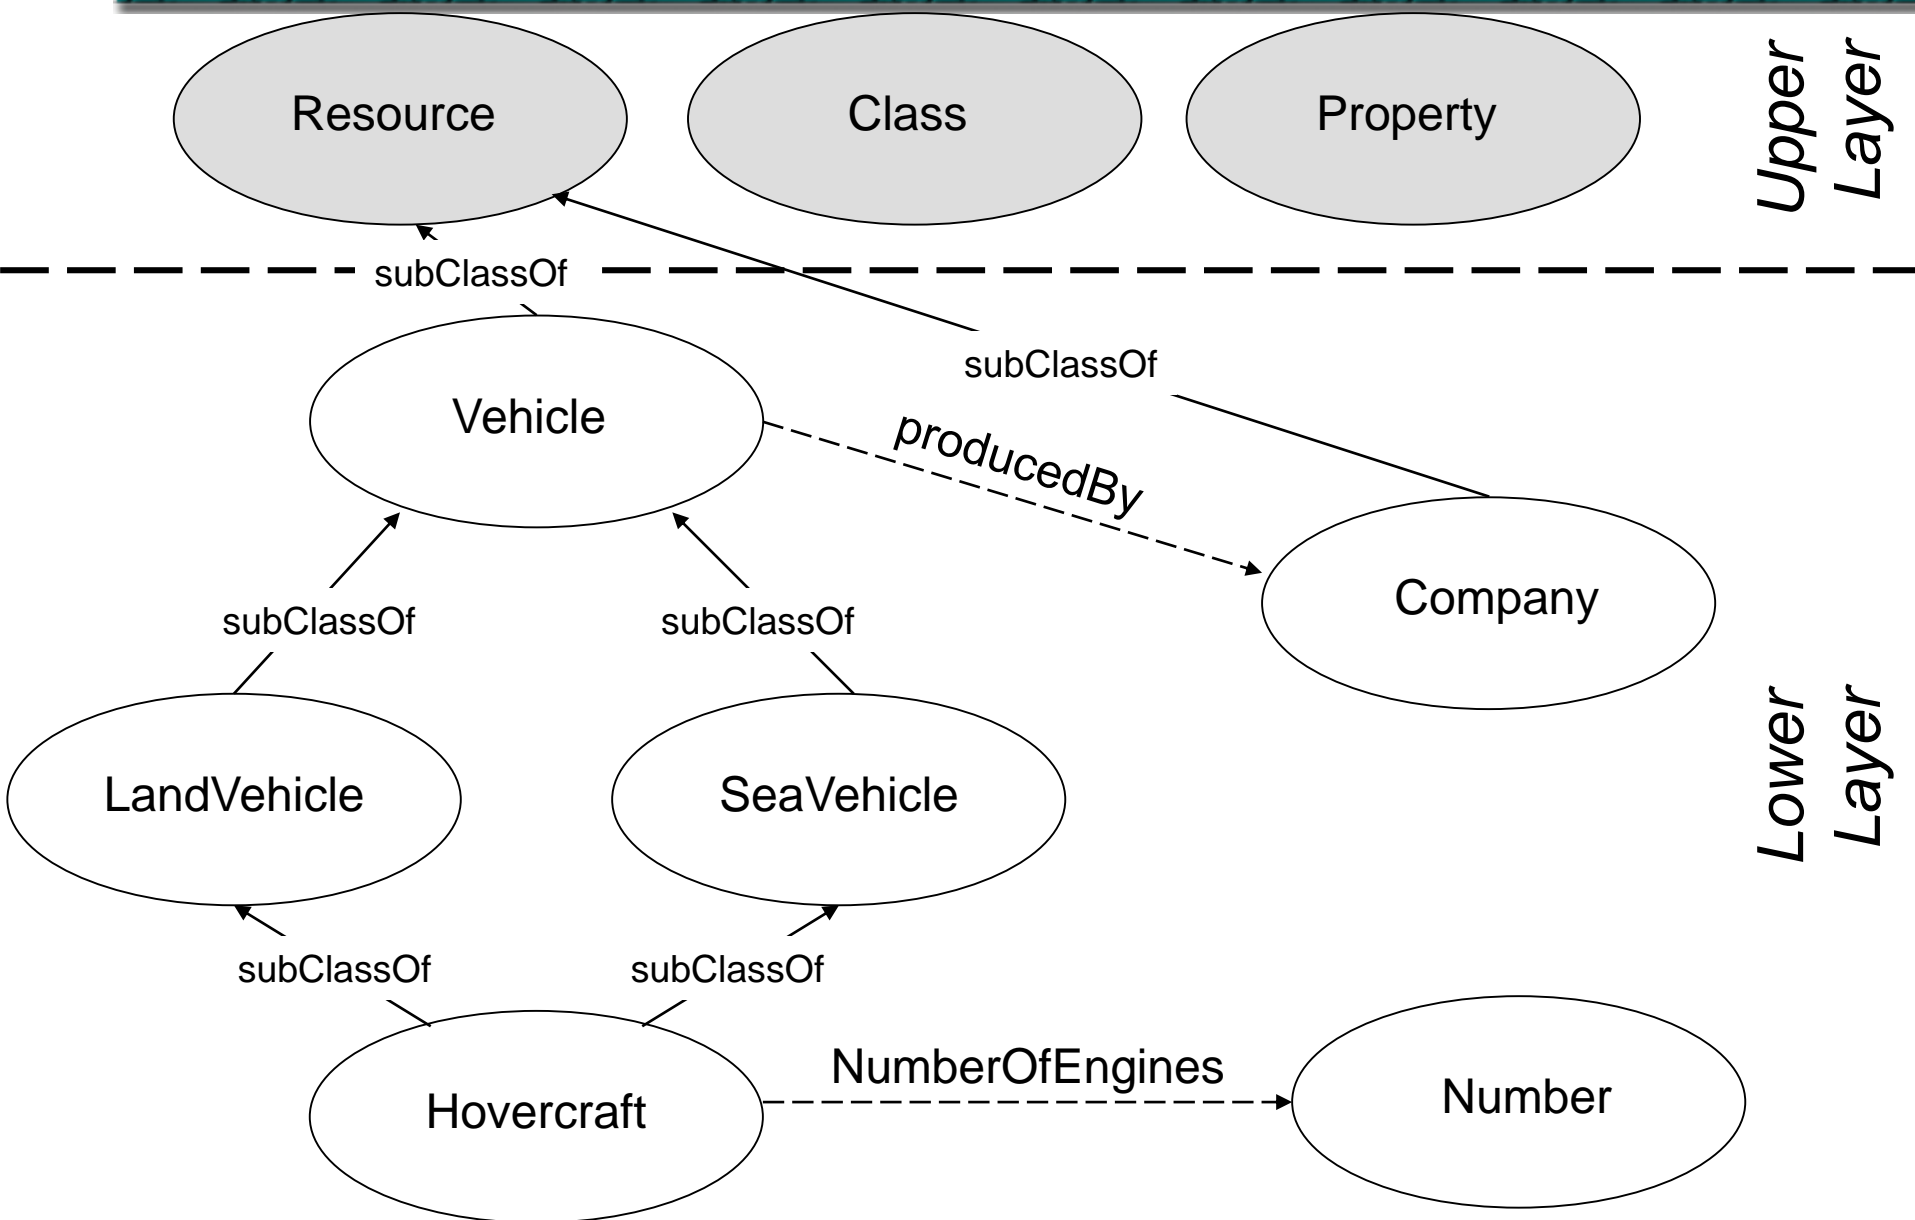 Resource
Class
Property
Upper
Layer
subClassOf
subClassOf
Vehicle
producedBy
Company
subClassOf
subClassOf
LandVehicle
SeaVehicle
Lower
Layer
subClassOf
subClassOf
NumberOfEngines
Hovercraft
Number